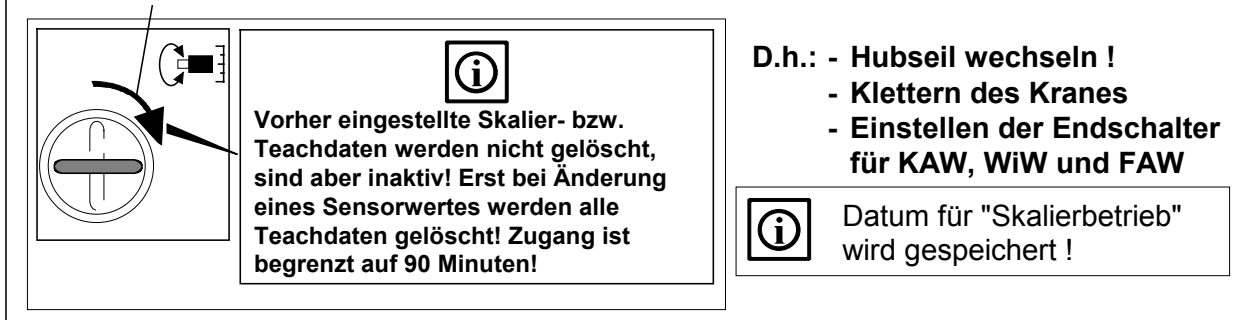 Vorher eingestellte Skalier- bzw.
Teachdaten werden nicht gelöscht,
sind aber inaktiv! Erst bei Änderung
eines Sensorwertes werden alle
Teachdaten gelöscht! Zugang ist
begrenzt auf 90 Minuten!
D.h.: - Hubseil wechseln !
- Klettern des Kranes
- Einstellen der Endschalter
für KAW, WiW und FAW
Datum für "Skalierbetrieb"
wird gespeichert !